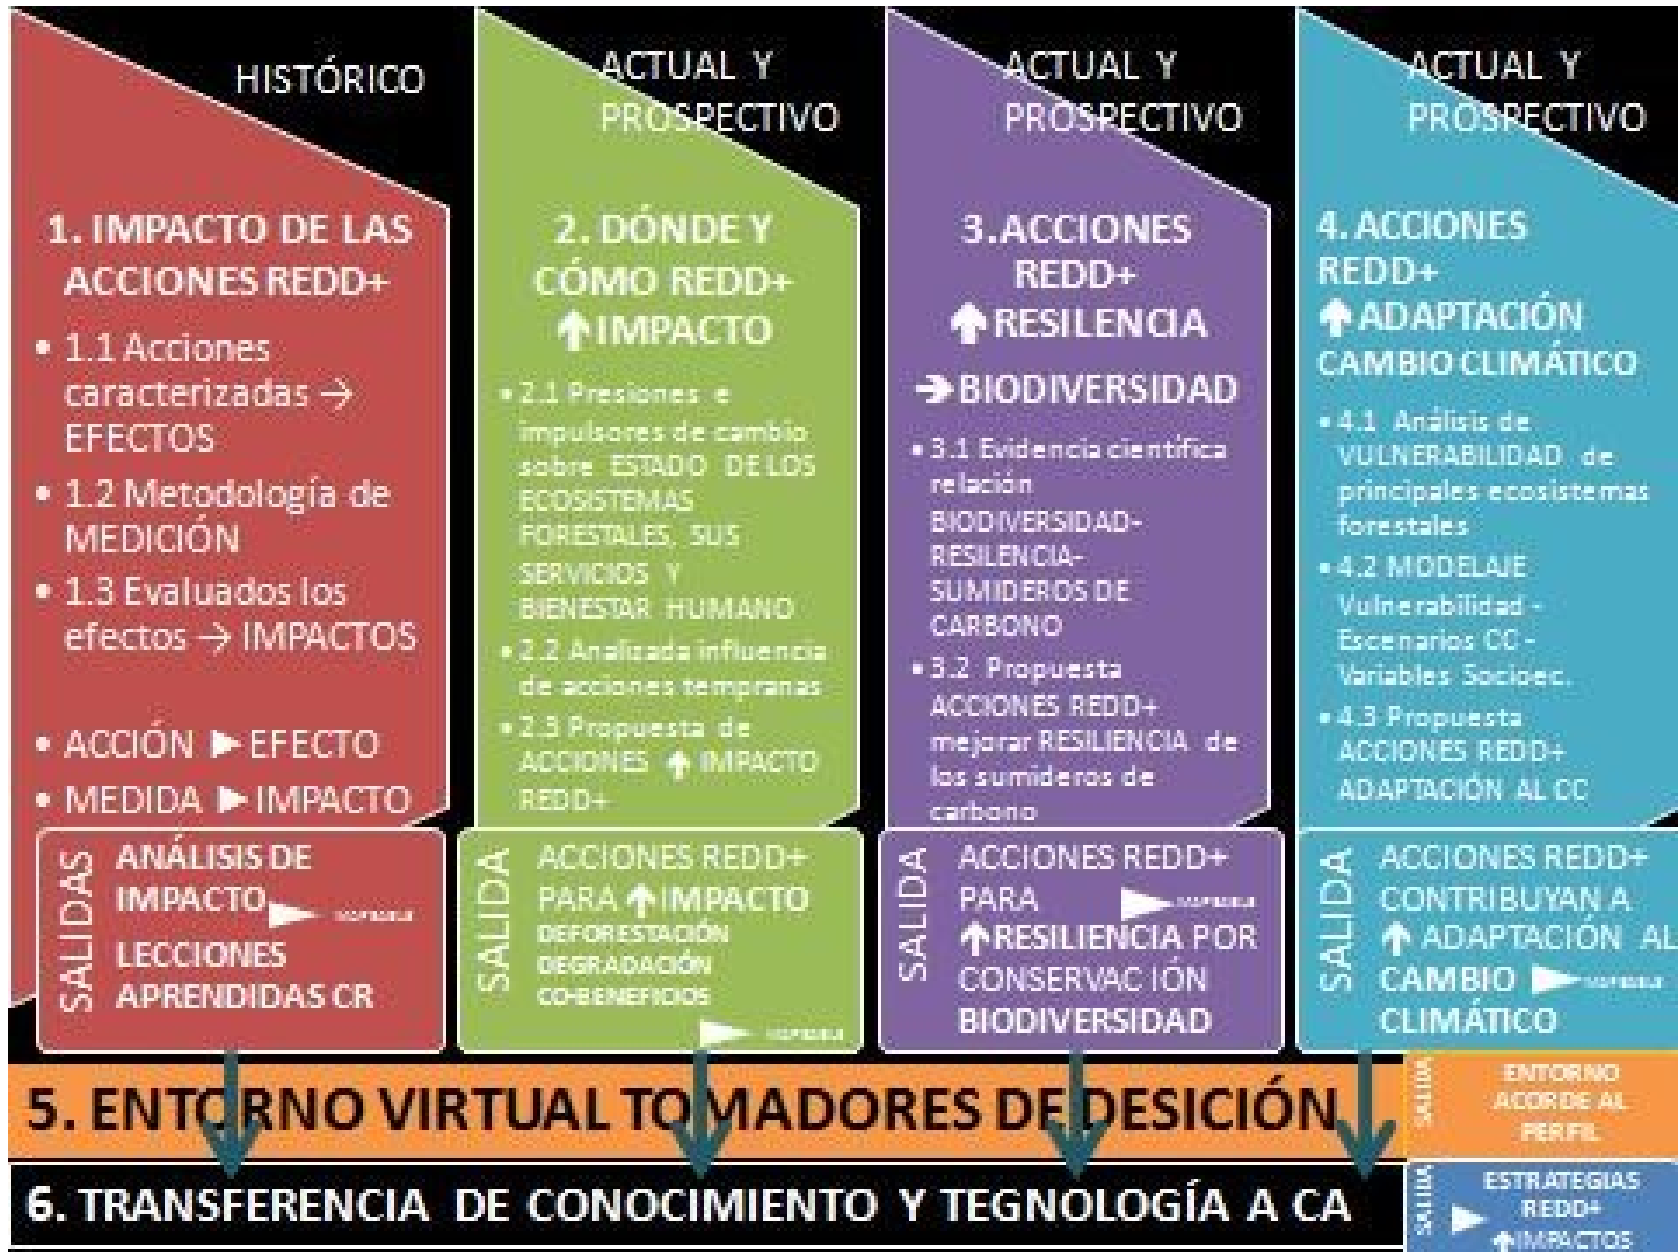 HISTÓRICO
1. IMPACTO DE LAS
ACCIONES REDD+
• 1.1 Acciones
caracterizadas →
EFECTOS
• 1.2 Metodología de
MEDICIÓN
• 1.3 Evaluados los
efectos → IMPACTOS
• ACCIÓN ▶ EFECTO
• MEDIDA ▶ IMPACTO
SALIDAS
ANÁLISIS DE
IMPACTO ▶
LECCIONES
APRENDIDAS CR
ACTUAL Y
PROSPECTIVO
2. DÓNDE Y
CÓMO REDD+
↑ IMPACTO
• 2.1 Presiones e
impulsores de cambio
sobre ESTADO DE LOS
ECOSISTEMAS
FORESTALES, SUS
SERVICIOS Y
BIENESTAR HUMANO
• 2.2 Analizada influencia
de acciones tempranas
• 2.3 Propuesta de
ACCIONES ↑ IMPACTO
REDD+
SALIDA
ACCIONES REDD+
PARA ↑ IMPACTO
DEFORESTACIÓN
DEGRADACIÓN
CO-BENEFICIOS
▶
ACTUAL Y
PROSPECTIVO
3.ACCIONES
REDD+
↑ RESILENCIA
→ BIODIVERSIDAD
• 3.1 Evidencia científica
relación
BIODIVERSIDAD-
RESILENCIA-
SUMIDEROS DE
CARBONO
• 3.2 Propuesta
ACCIONES REDD+
mejorar RESILIENCIA de
los sumideros de
carbono
SALIDA
ACCIONES REDD+
PARA ▶
↑RESILIENCIA POR
CONSERVAC IÓN
BIODIVERSIDAD
ACTUAL Y
PROSPECTIVO
4. ACCIONES
REDD+
↑ ADAPTACIÓN
CAMBIO CLIMÁTICO
• 4.1 Análisis de
VULNERABILIDAD de
principales ecosistemas
forestales
• 4.2 MODELAJE
Vulnerabilidad -
Escenarios CC -
Variables Socioec.
• 4.3 Propuesta
ACCIONES REDD+
ADAPTACIÓN AL CC
SALIDA
ACCIONES REDD+
CONTRIBUYAN A
↑ ADAPTACIÓN AL
CAMBIO ▶
CLIMÁTICO
5. ENTORNO VIRTUAL TOMADORES DE DESICIÓN
ENTORNO
ACORDE AL
PERFIL
6. TRANSFERENCIA DE CONOCIMIENTO Y TEGNOLOGÍA A CA
ESTRATEGIAS
▶ REDD+
↑IMPACTOS